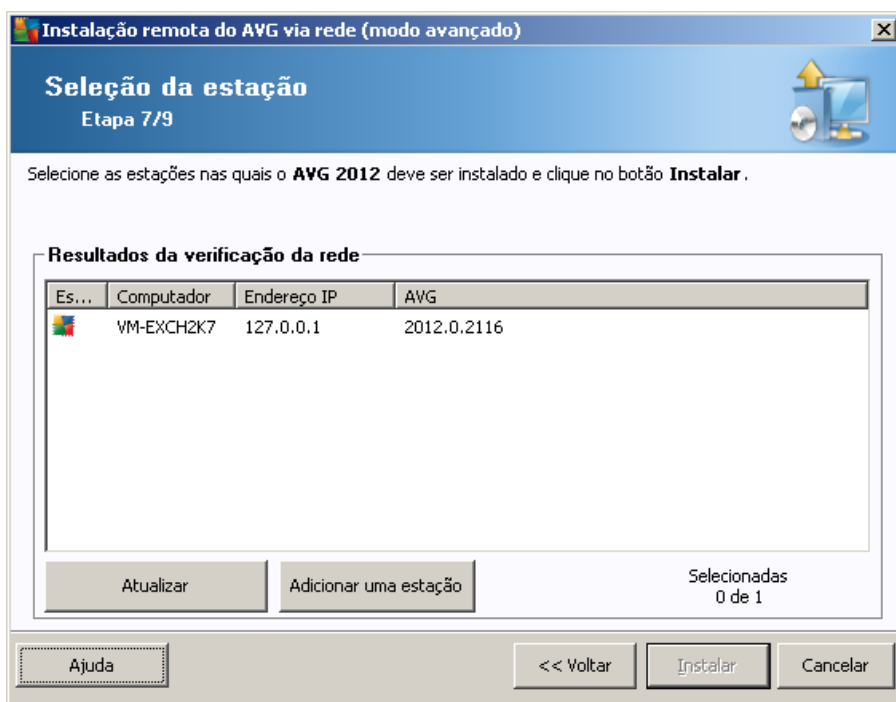 Instalação remota do AVG via rede (modo avançado)
Seleção da estação
Etapa 7/9
Selecione as estações nas quais o AVG 2012 deve ser instalado e clique no botão Instalar.
Resultados da verificação da rede
Es... Computador Endereço IP AVG
VM-EXCH2K7 127.0.0.1 2012.0.2116
Atualizar Adicionar uma estação Selecionadas
0 de 1
Ajuda << Voltar Instalar Cancelar